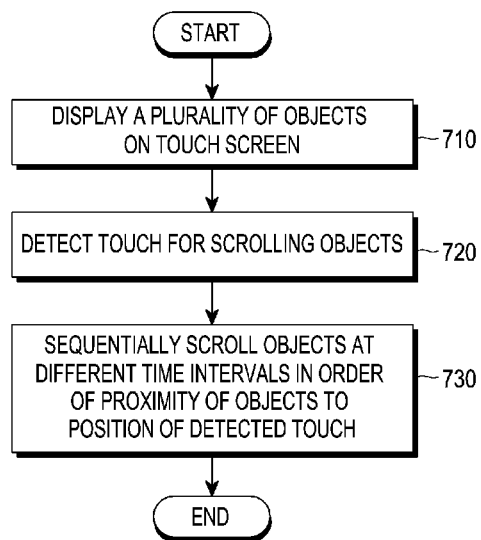 START
DISPLAY A PLURALITY OF OBJECTS
ON TOUCH SCREEN
710
DETECT TOUCH FOR SCROLLING OBJECTS
720
SEQUENTIALLY SCROLL OBJECTS AT
DIFFERENT TIME INTERVALS IN ORDER
OF PROXIMITY OF OBJECTS TO
POSITION OF DETECTED TOUCH
730
END